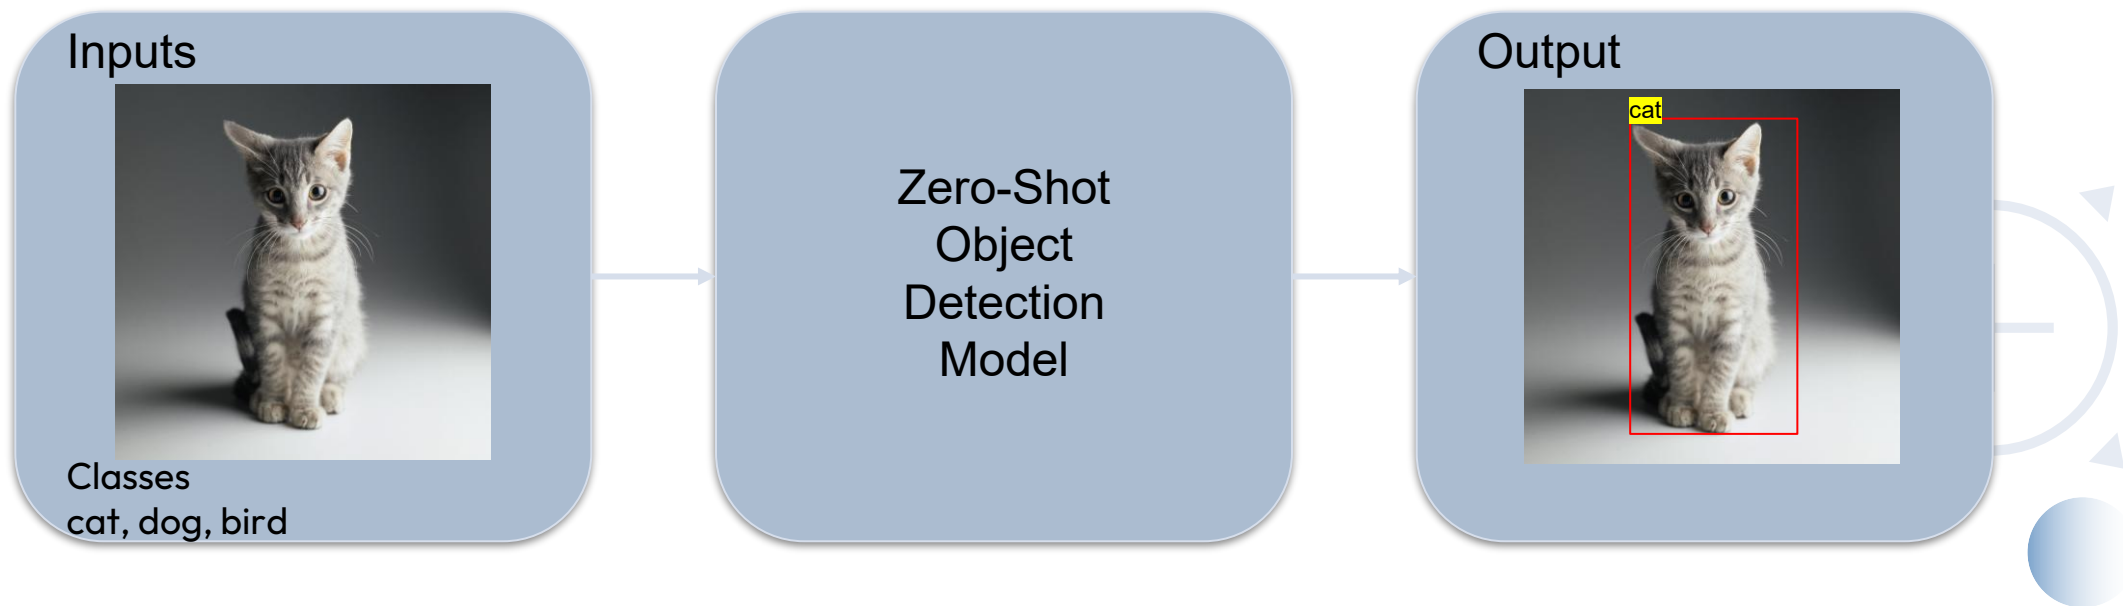 Inputs
Classes
cat, dog, bird
Zero-Shot
Object
Detection
Model
Output
cat